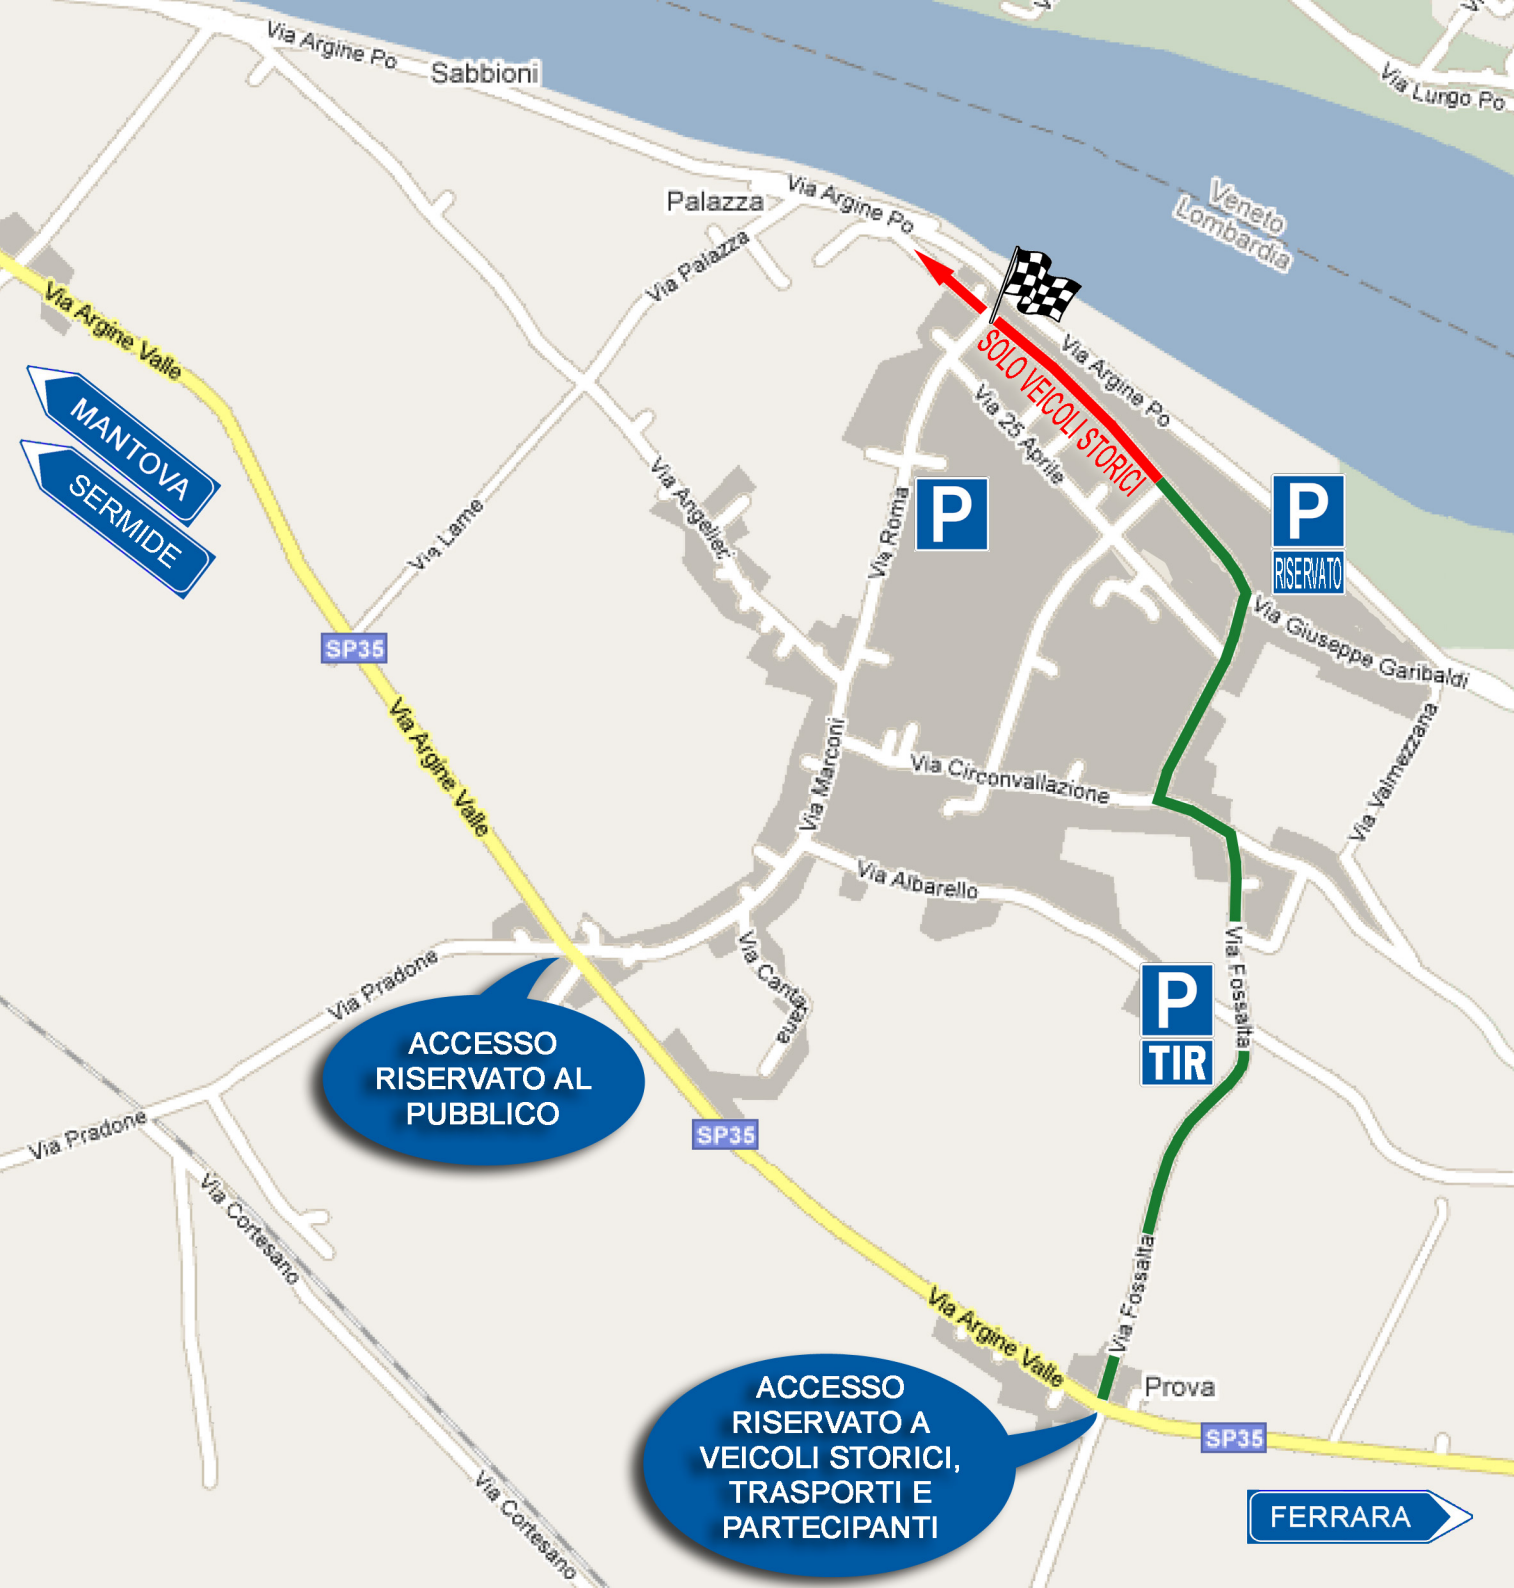 Via Argine Po
Sabbioni
Via Lungo Po
Palazza
Via Argine Po
Veneto
Lombardia
Via Palazza
Via Argine Valle
SOLO VEICOLI STORICI
Via Argine Po
MANTOVA
SERMIDE
Via 25 Aprile
Via Angelieri
Via Lame
Via Roma
P
P
RISERVATO
Via Giuseppe Garibaldi
SP35
Via Argine Valle
Via Marconi
Via Circonvallazione
Via Valmezzana
Via Albarello
Via Pradone
Via Fossalta
P
TIR
ACCESSO
RISERVATO AL
PUBBLICO
SP35
Via Pradone
Via Cortesano
Via Fossalta
Via Argine Valle
Prova
ACCESSO
RISERVATO A
VEICOLI STORICI,
TRASPORTI E
PARTECIPANTI
SP35
Via Cortesano
FERRARA